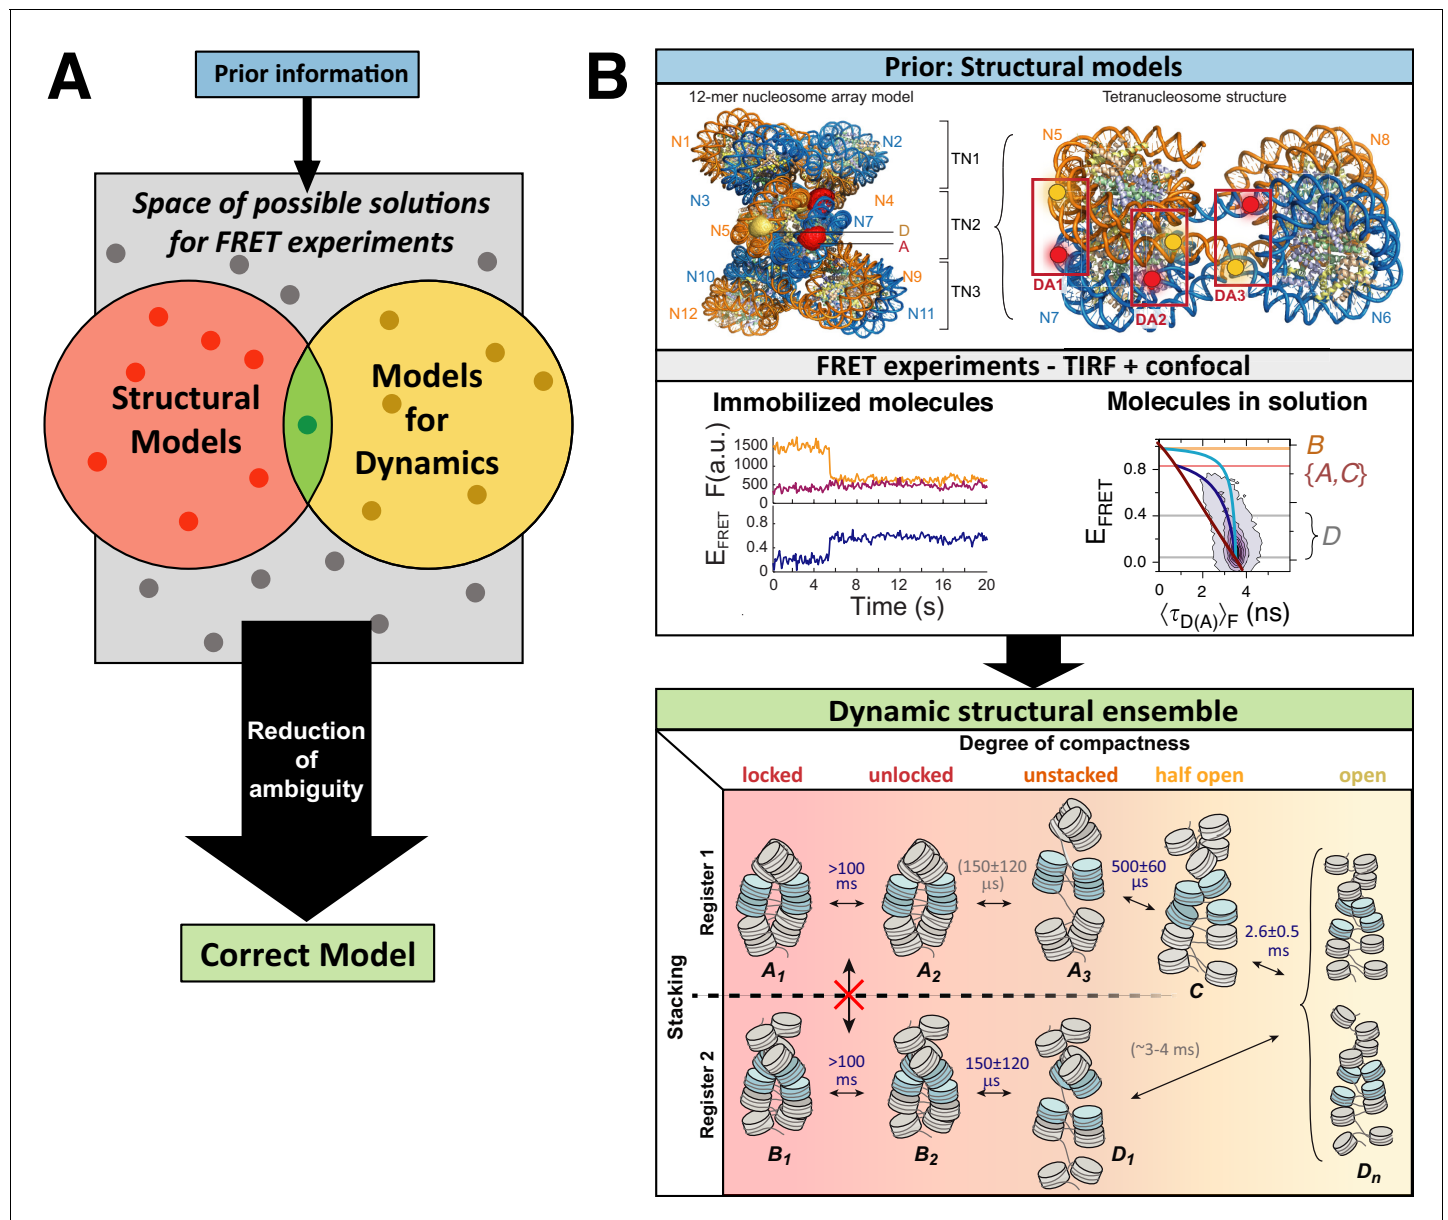 A
Prior information
Space of possible solutions
for FRET experiments
Structural
Models
Models
for
Dynamics
Reduction
of
ambiguity
Correct Model
B
Prior: Structural models
12-mer nucleosome array model
Tetranucleosome structure
N1
N2
N3
N4
N5
N7
D
A
N10
N9
N12
N11
TN1
TN2
TN3
N5
N8
DA1
DA2
DA3
N7
N6
FRET experiments - TIRF + confocal
Immobilized molecules
Molecules in solution
F(a.u.)
1500
1000
500
0
EFRET
0.8
0.4
0
0 4 8 12 16 20
Time (s)
EFRET
0.8
0.4
0.0
0 2 4
⟨τD(A)⟩F (ns)
B
{A,C}
D
Dynamic structural ensemble
Degree of compactness
locked unlocked unstacked half open open
Stacking
Register 1
>100
ms
(150±120
µs)
500±60
µs
2.6±0.5
ms
A1
A2
A3
C
Register 2
>100
ms
150±120
µs
(~3-4 ms)
B1
B2
D1
Dn